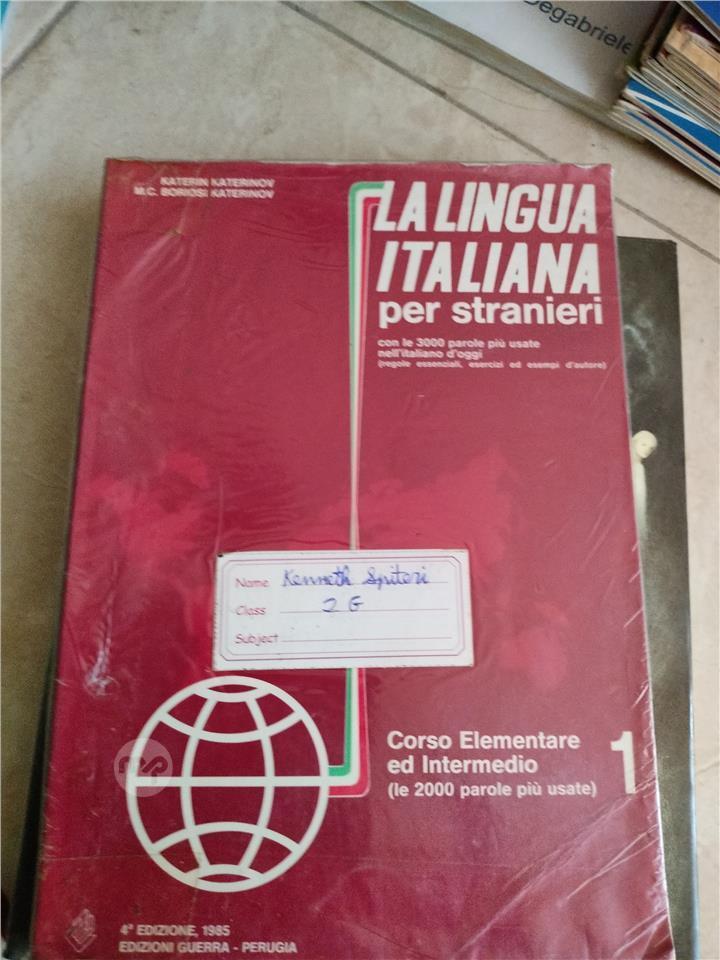 Degabriele
KATERIN KATERINOV
M.C. BORIOSI KATERINOV
LA LINGUA
ITALIANA
per stranieri
con le 3000 parole più usate
nell'italiano d'oggi
(regole essenziali, esercizi ed esempi d'autore)
Name Kenneth Spiteri
Class 2 G
Subject
Corso Elementare
ed Intermedio
(le 2000 parole più usate)
1
4ª EDIZIONE, 1985
EDIZIONI GUERRA - PERUGIA